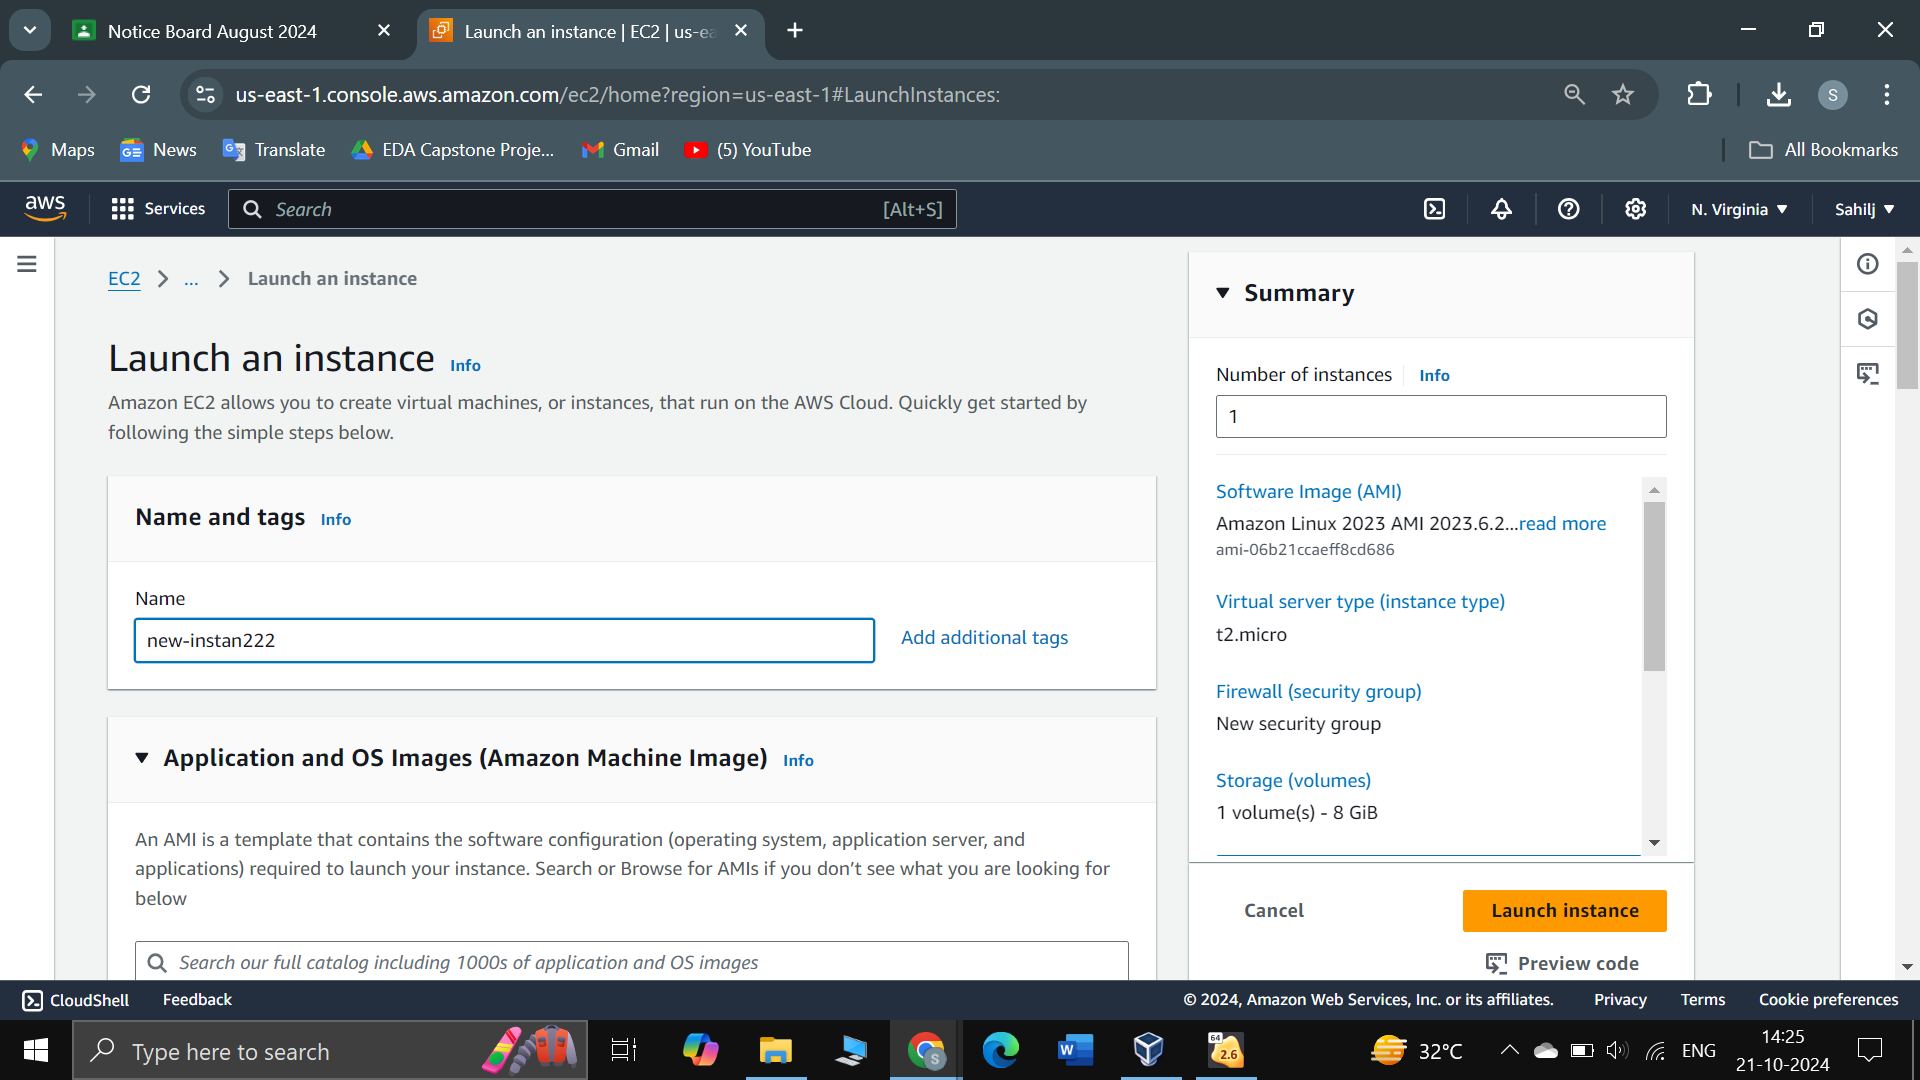 Notice Board August 2024
Launch an instance | EC2 | us-ea
us-east-1.console.aws.amazon.com/ec2/home?region=us-east-1#LaunchInstances:
S
Maps
News
Translate
EDA Capstone Proje...
Gmail
(5) YouTube
All Bookmarks
aws
Services
Search
[Alt+S]
N. Virginia
Sahilj
EC2
...
Launch an instance
Launch an instance Info
Amazon EC2 allows you to create virtual machines, or instances, that run on the AWS Cloud. Quickly get started by
following the simple steps below.
Name and tags Info
Name
new-instan222
Add additional tags
Application and OS Images (Amazon Machine Image) Info
An AMI is a template that contains the software configuration (operating system, application server, and
applications) required to launch your instance. Search or Browse for AMIs if you don’t see what you are looking for
below
Search our full catalog including 1000s of application and OS images
Summary
Number of instances Info
1
Software Image (AMI)
Amazon Linux 2023 AMI 2023.6.2...read more
ami-06b21ccaeff8cd686
Virtual server type (instance type)
t2.micro
Firewall (security group)
New security group
Storage (volumes)
1 volume(s) - 8 GiB
Cancel
Launch instance
Preview code
CloudShell
Feedback
© 2024, Amazon Web Services, Inc. or its affiliates.
Privacy
Terms
Cookie preferences
Type here to search
S
W
64
2.6
32°C
ENG
14:25
21-10-2024